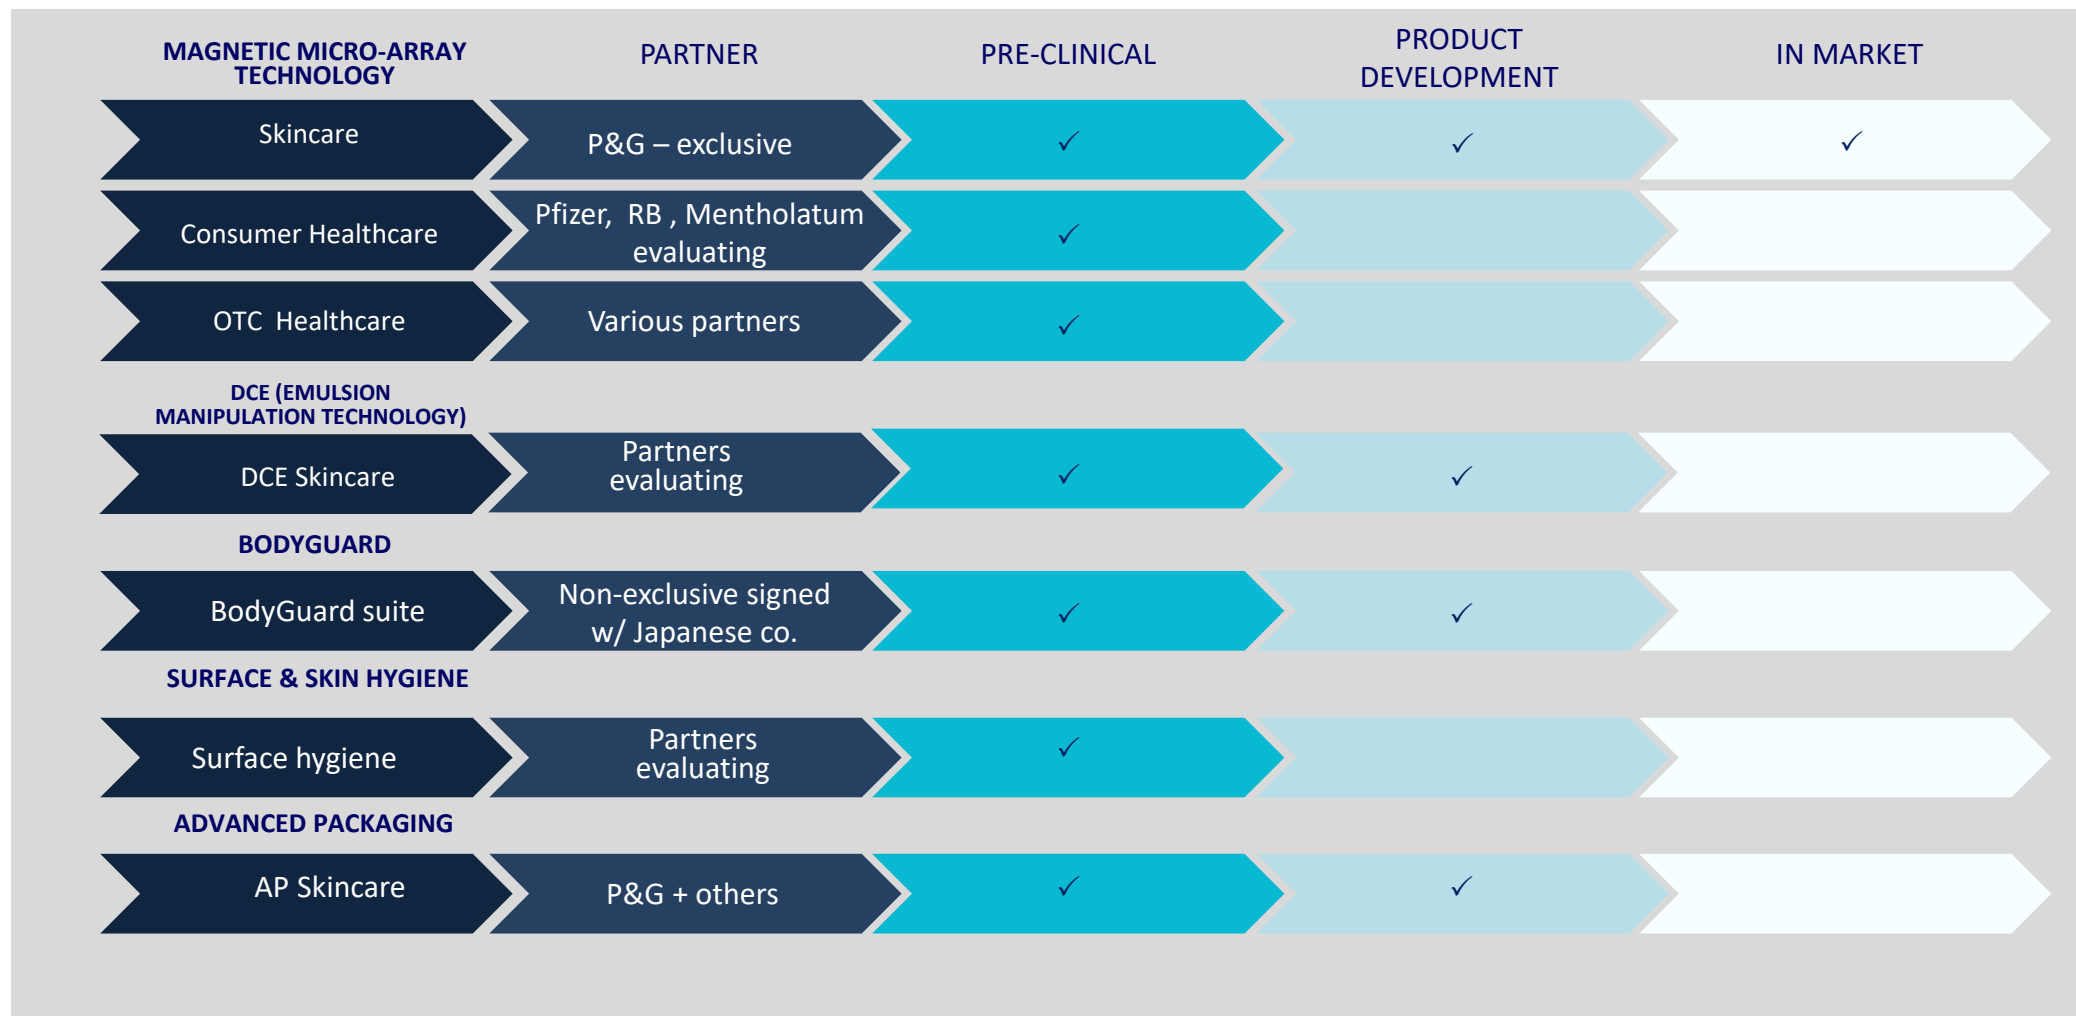 MAGNETIC MICRO-ARRAY
TECHNOLOGY
PARTNER
PRE-CLINICAL
PRODUCT
DEVELOPMENT
IN MARKET
Skincare
P&G – exclusive
✓
✓
✓
Consumer Healthcare
Pfizer, RB , Mentholatum
evaluating
✓
OTC Healthcare
Various partners
✓
DCE (EMULSION
MANIPULATION TECHNOLOGY)
DCE Skincare
Partners
evaluating
✓
✓
BODYGUARD
BodyGuard suite
Non-exclusive signed
w/ Japanese co.
✓
✓
SURFACE & SKIN HYGIENE
Surface hygiene
Partners
evaluating
✓
ADVANCED PACKAGING
AP Skincare
P&G + others
✓
✓